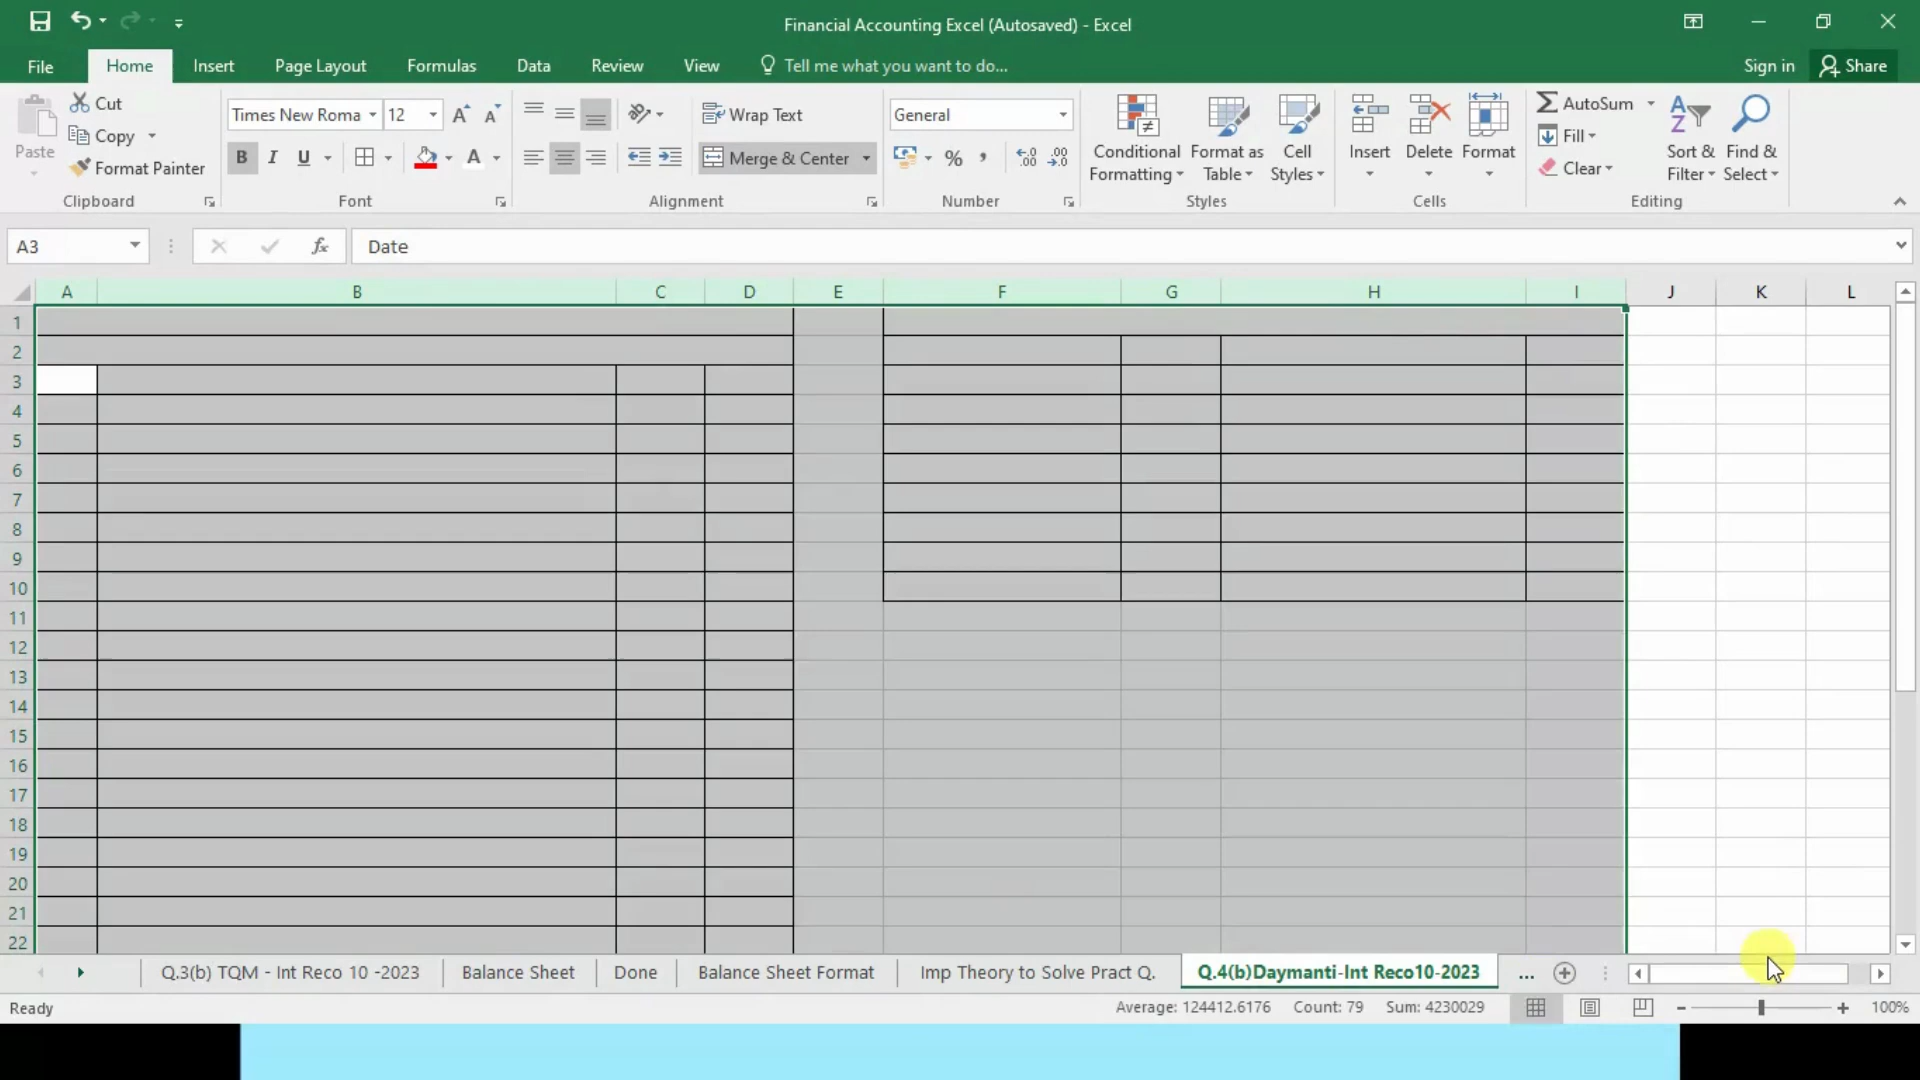 Financial Accounting Excel (Autosaved) - Excel
File Home Insert Page Layout Formulas Data Review View Tell me what you want to do... Sign in Share
Paste Cut Copy Format Painter Clipboard
Times New Roma 12 B I U A Font
Wrap Text Merge & Center Alignment
General % Number
Conditional Formatting Format as Table Cell Styles Styles
Insert Delete Format Cells
AutoSum Fill Clear Sort & Filter Find & Select Editing
A3 fx Date
A B C D E F G H I J K L
1
2
3
4
5
6
7
8
9
10
11
12
13
14
15
16
17
18
19
20
21
22
Q.3(b) TQM - Int Reco 10 -2023 Balance Sheet Done Balance Sheet Format Imp Theory to Solve Pract Q. Q.4(b)Daymanti-Int Reco10-2023 ...
Ready Average: 124412.6176 Count: 79 Sum: 4230029 100%